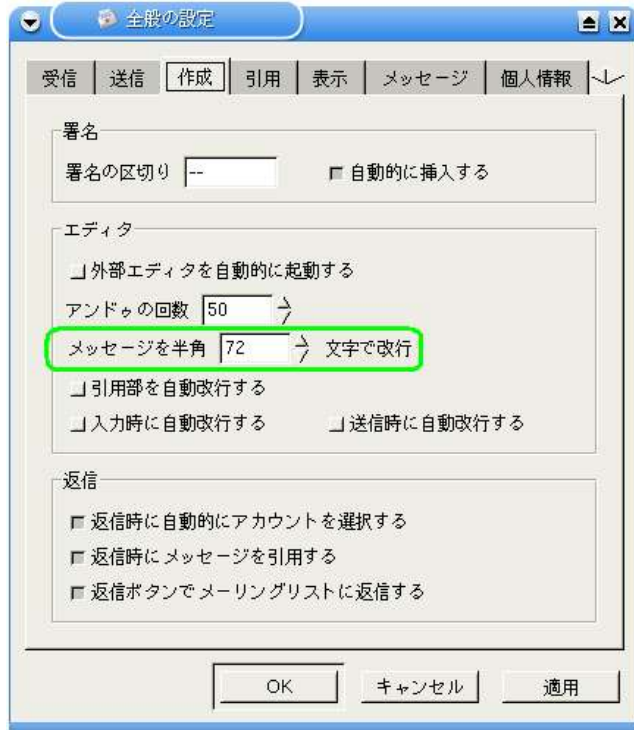 全般の設定
受信 送信 作成 引用 表示 メッセージ 個人情報
署名
署名の区切り -- 自動的に挿入する
エディタ
外部エディタを自動的に起動する
アンドゥの回数 50
メッセージを半角 72 文字で改行
引用部を自動改行する
入力時に自動改行する 送信時に自動改行する
返信
返信時に自動的にアカウントを選択する
返信時にメッセージを引用する
返信ボタンでメーリングリストに返信する
OK キャンセル 適用